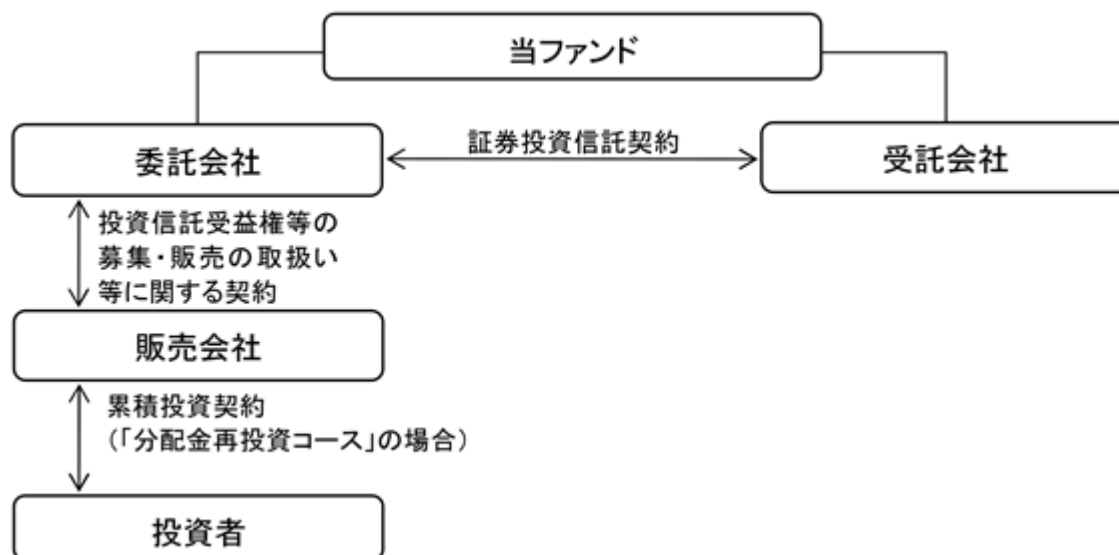 当ファンド
委託会社
証券投資信託契約
受託会社
投資信託受益権等の
募集・販売の取扱い
等に関する契約
販売会社
累積投資契約
(「分配金再投資コース」の場合)
投資者